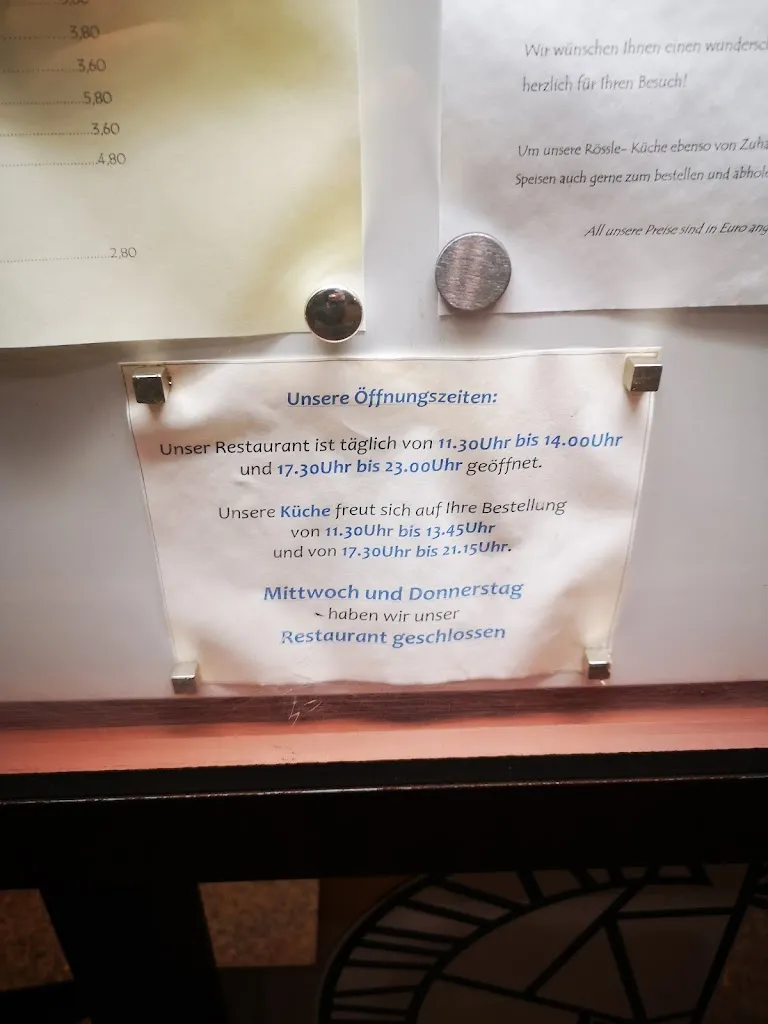 3,80
3,60
5,80
3,60
4,80
2,80
Wir wünschen Ihnen einen
herzlich für Ihren Besuch!
Um unsere Rössle- Küche ebenso von
Speisen auch gerne zum bestellen und
All unsere Preise sind in Euro
Unsere Öffnungszeiten:
Unser Restaurant ist täglich von 11.30Uhr bis 14.00Uhr
und 17.30Uhr bis 23.00Uhr geöffnet.
Unsere Küche freut sich auf Ihre Bestellung
von 11.30Uhr bis 13.45Uhr
und von 17.30Uhr bis 21.15Uhr.
Mittwoch und Donnerstag
- haben wir unser
Restaurant geschlossen